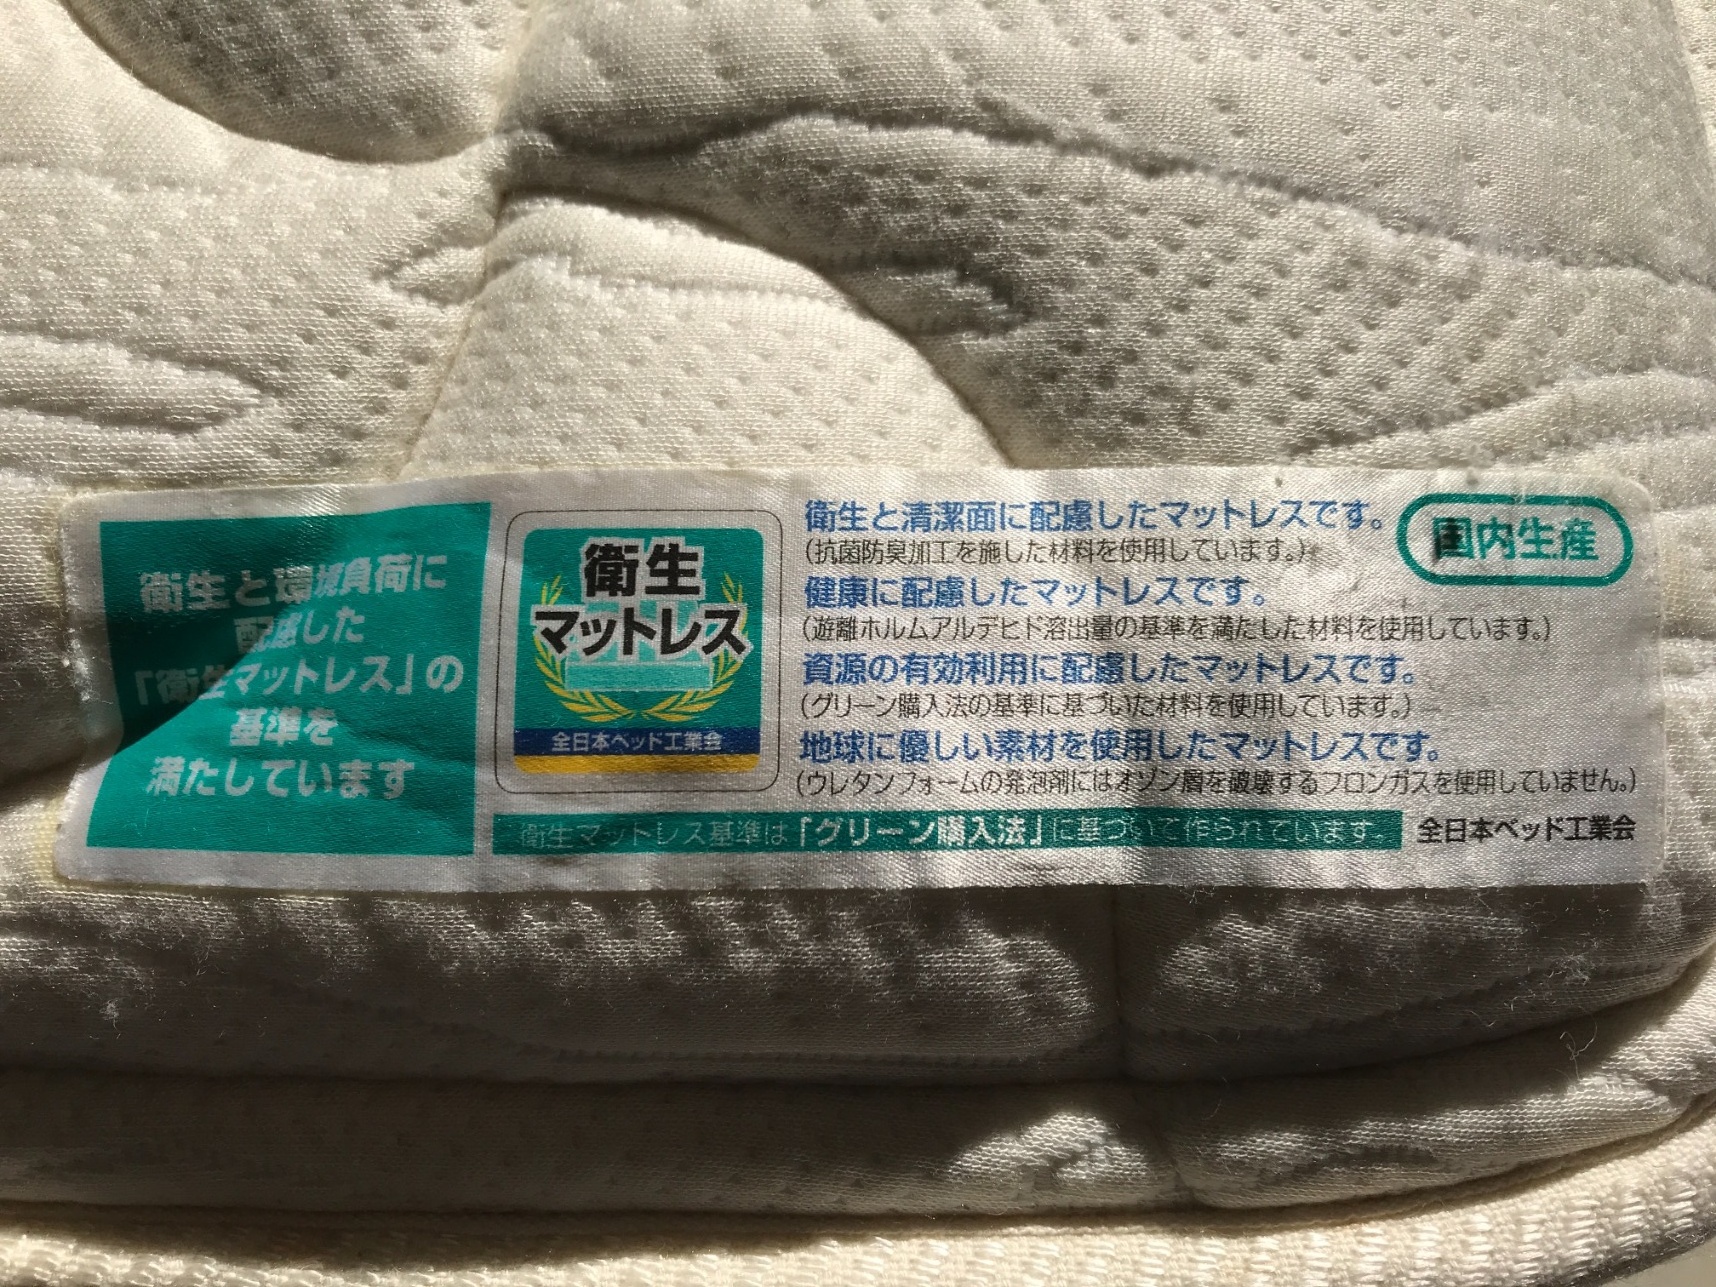 衛生と環境負荷に
配慮した
「衛生マットレス」の
基準を
満たしています
衛生
マットレス
全日本ベッド工業会
衛生と清潔面に配慮したマットレスです。
(抗菌防臭加工を施した材料を使用しています。)
健康に配慮したマットレスです。
(遊離ホルムアルデヒド溶出量の基準を満たした材料を使用しています。)
資源の有効利用に配慮したマットレスです。
(グリーン購入法の基準に基づいた材料を使用しています。)
地球に優しい素材を使用したマットレスです。
(ウレタンフォームの発泡剤にはオゾン層を破壊するフロンガスを使用していません。)
国内生産
衛生マットレス基準は「グリーン購入法」に基づいて作られています。
全日本ベッド工業会